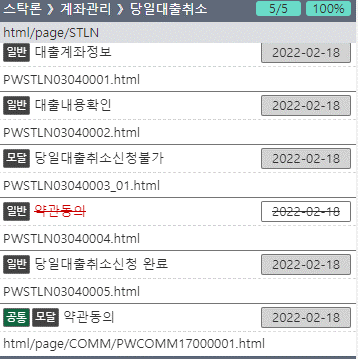 스탁론 》 계좌관리 》 당일대출취소 5/5 100%
html/page/STLN
일반 대출계좌정보 2022-02-18
PWSTLN03040001.html
일반 대출내용확인 2022-02-18
PWSTLN03040002.html
모달 당일대출취소신청불가 2022-02-18
PWSTLN03040003_01.html
일반 약관동의 2022-02-18
PWSTLN03040004.html
일반 당일대출취소신청 완료 2022-02-18
PWSTLN03040005.html
공통 모달 약관동의 2022-02-18
html/page/COMM/PWCOMM17000001.html